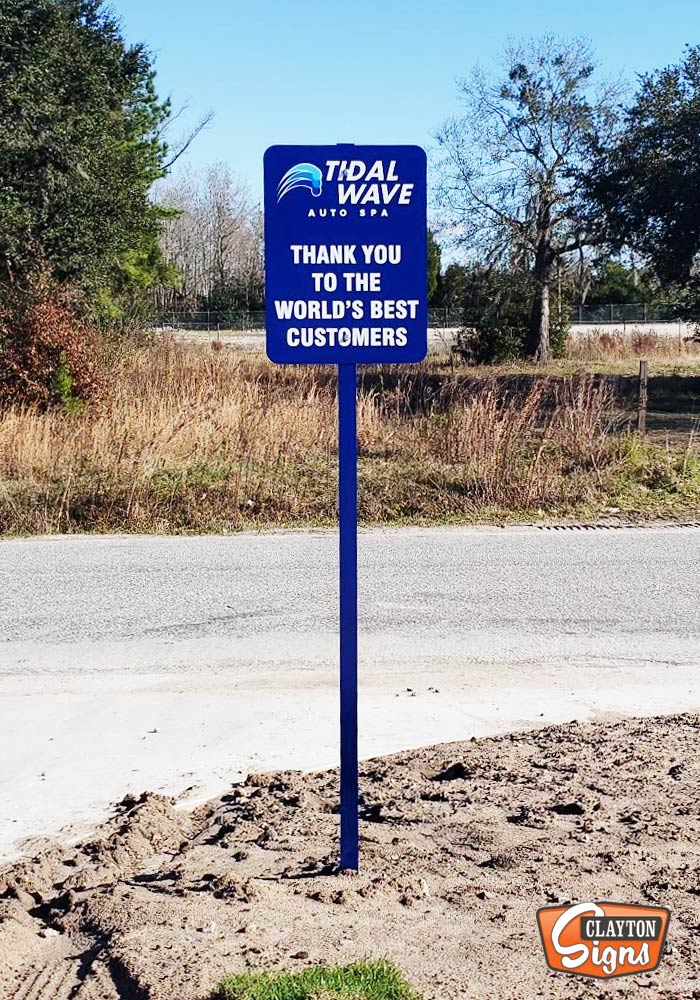 TIDAL
WAVE
AUTO SPA
THANK YOU
TO THE
WORLD'S BEST
CUSTOMERS
CLAYTON
Signs